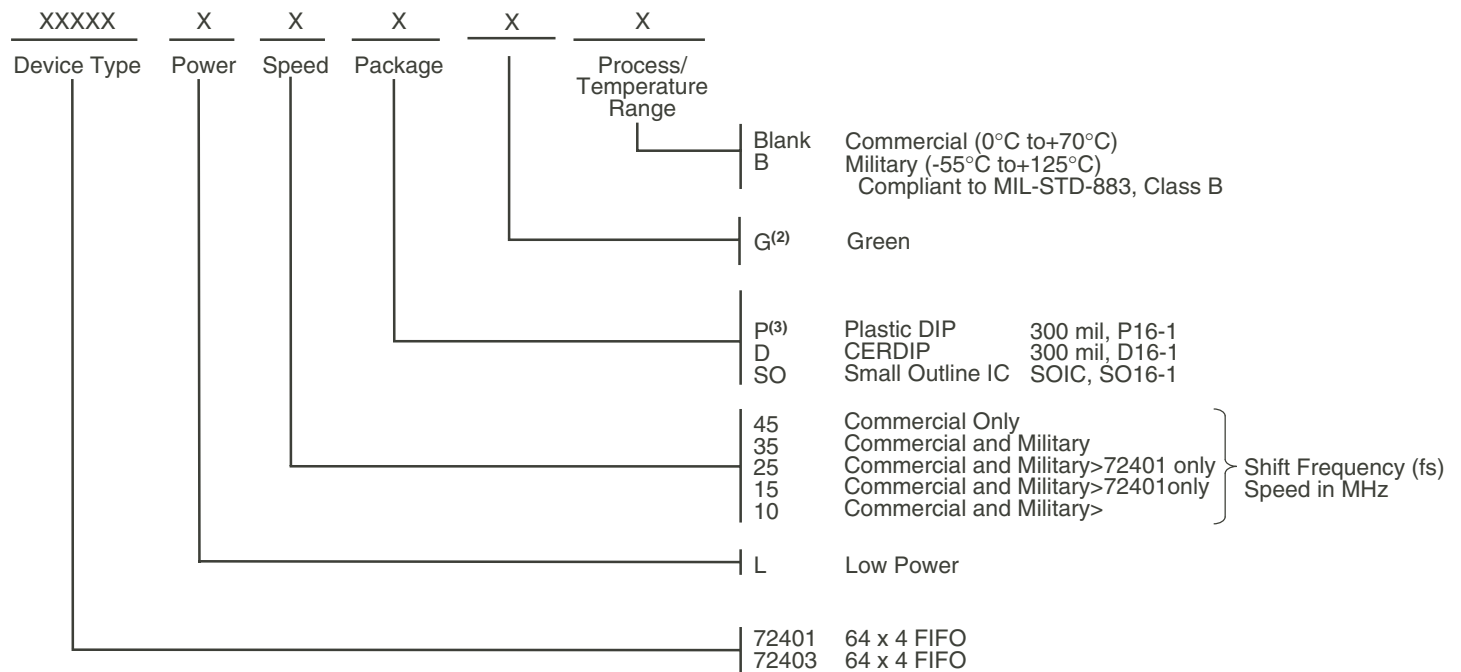 XXXXX X X X X X
Device Type Power Speed Package Process/
Temperature
Range
Blank Commercial (0°C to+70°C)
B Military (-55°C to+125°C)
Compliant to MIL-STD-883, Class B
G(2) Green
P(3) Plastic DIP 300 mil, P16-1
D CERDIP 300 mil, D16-1
SO Small Outline IC SOIC, SO16-1
45 Commercial Only
35 Commercial and Military
25 Commercial and Military>72401 only
15 Commercial and Military>72401only
10 Commercial and Military>
Shift Frequency (fs)
Speed in MHz
L Low Power
72401 64 x 4 FIFO
72403 64 x 4 FIFO